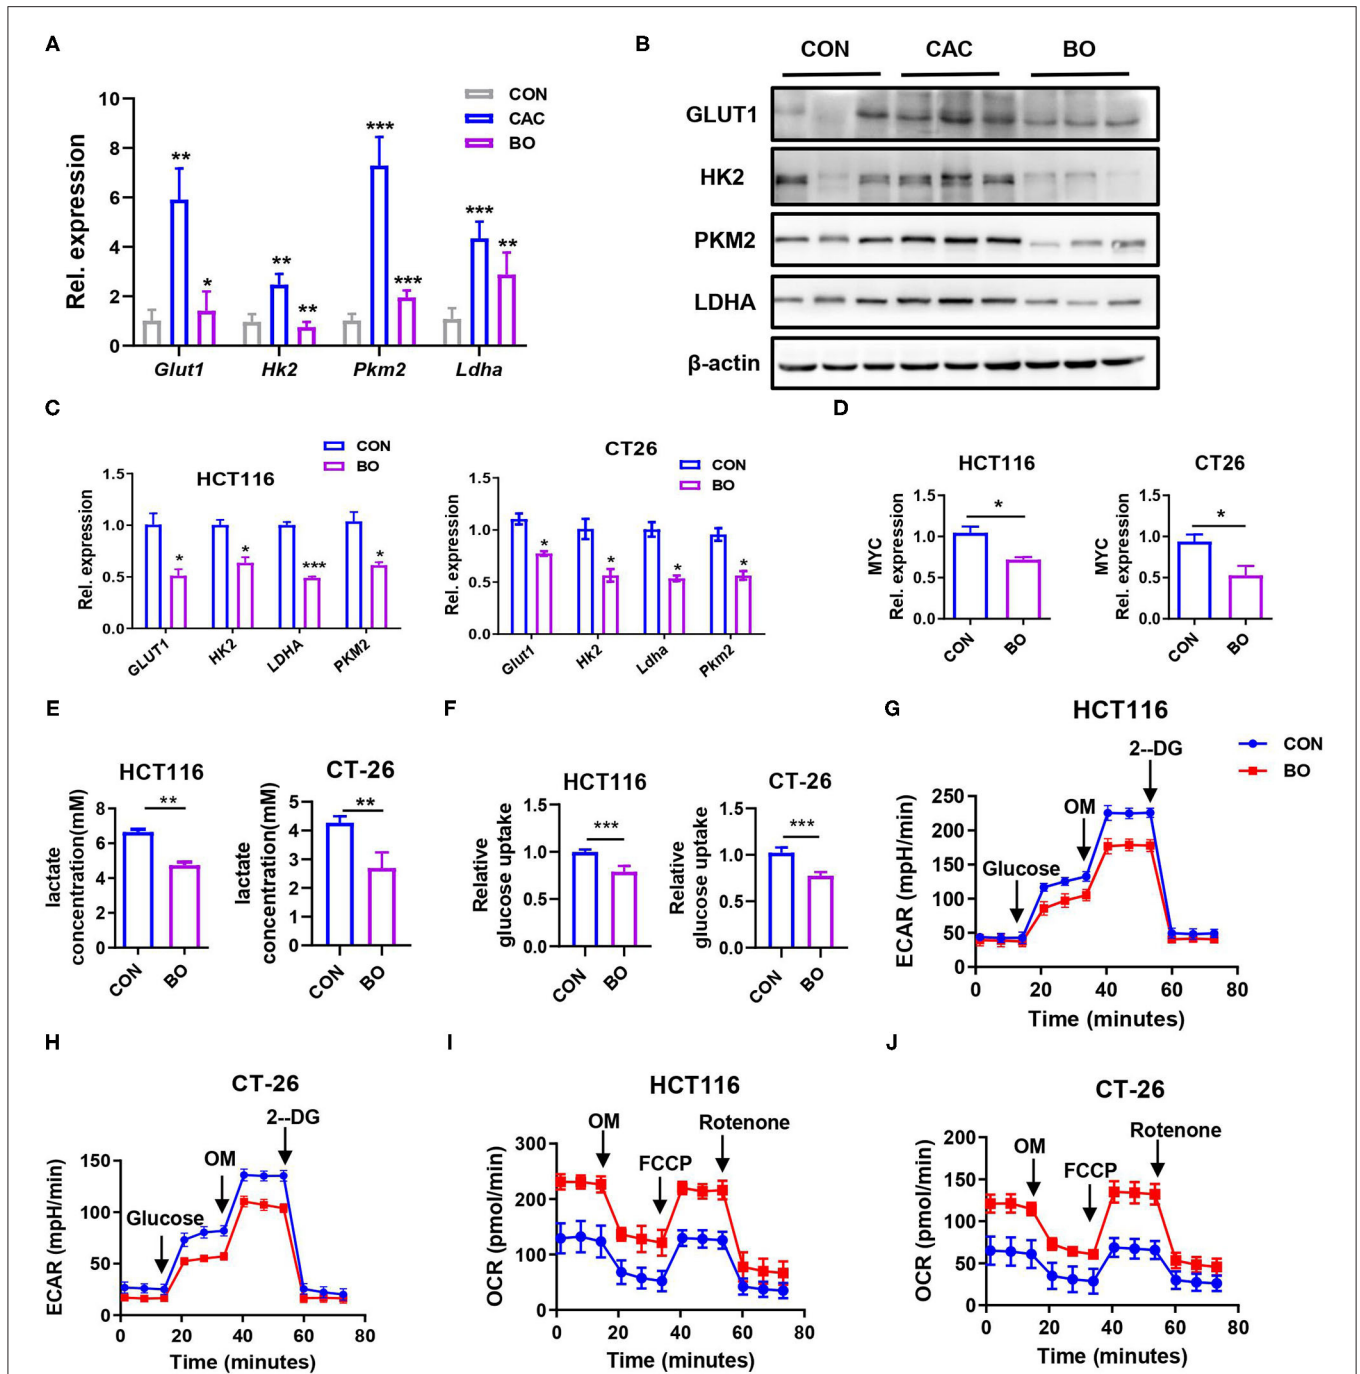 A
Rel. expression
10
8
6
4
2
0
CON
CAC
BO
**
*
**
**
***
***
***
**
Glut1 Hk2 Pkm2 Ldha
B
CON CAC BO
GLUT1
HK2
PKM2
LDHA
β-actin
C
HCT116
CON
BO
Rel. expression
1.5
1.0
0.5
0.0
* * *** *
GLUT1 HK2 LDHA PKM2
CT26
CON
BO
Rel. expression
1.5
1.0
0.5
0.0
* * * *
Glut1 Hk2 Ldha Pkm2
D
HCT116
MYC
Rel. expression
1.5
1.0
0.5
0.0
*
CON BO
CT26
MYC
Rel. expression
1.5
1.0
0.5
0.0
*
CON BO
E
HCT116
lactate
concentration(mM)
8
6
4
2
0
**
CON BO
CT-26
lactate
concentration(mM)
5
4
3
2
1
0
**
CON BO
F
HCT116
Relative
glucose uptake
1.5
1.0
0.5
0.0
***
CON BO
CT-26
Relative
glucose uptake
1.5
1.0
0.5
0.0
***
CON BO
G
HCT116
CON
BO
2--DG
OM
Glucose
ECAR (mpH/min)
250
200
150
100
50
0
0 20 40 60 80
Time (minutes)
H
CT-26
2--DG
OM
Glucose
ECAR (mpH/min)
150
100
50
0
0 20 40 60 80
Time (minutes)
I
HCT116
OM
FCCP
Rotenone
OCR (pmol/min)
300
200
100
0
0 20 40 60 80
Time (minutes)
J
CT-26
OM
FCCP
Rotenone
OCR (pmol/min)
200
150
100
50
0
0 20 40 60 80
Time (minutes)